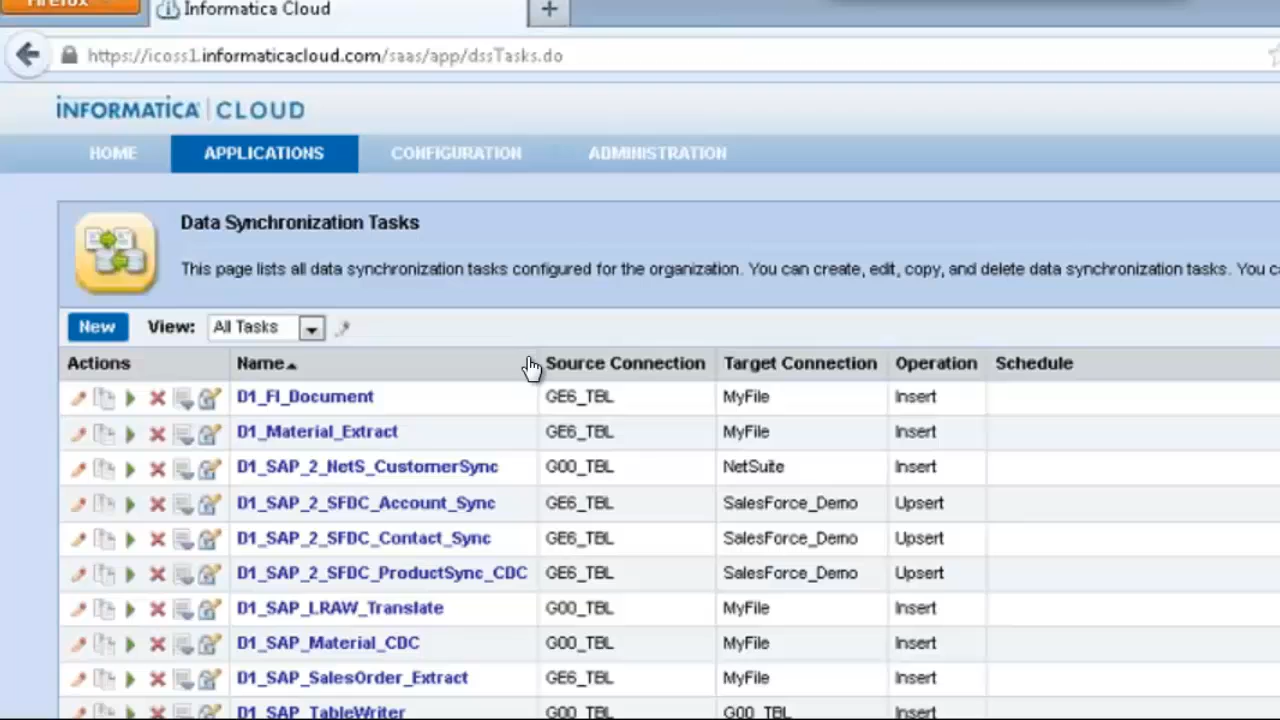 Firefox
Informatica Cloud
https://icoss1.informaticacloud.com/saas/app/dssTasks.do
INFORMATICA CLOUD
HOME APPLICATIONS CONFIGURATION ADMINISTRATION
Data Synchronization Tasks
This page lists all data synchronization tasks configured for the organization. You can create, edit, copy, and delete data synchronization tasks. You c
New View: All Tasks
Actions Name Source Connection Target Connection Operation Schedule
D1_FI_Document GE6_TBL MyFile Insert
D1_Material_Extract GE6_TBL MyFile Insert
D1_SAP_2_NetS_CustomerSync G00_TBL NetSuite Insert
D1_SAP_2_SFDC_Account_Sync GE6_TBL SalesForce_Demo Upsert
D1_SAP_2_SFDC_Contact_Sync GE6_TBL SalesForce_Demo Upsert
D1_SAP_2_SFDC_ProductSync_CDC GE6_TBL SalesForce_Demo Upsert
D1_SAP_LRAW_Translate G00_TBL MyFile Insert
D1_SAP_Material_CDC G00_TBL MyFile Insert
D1_SAP_SalesOrder_Extract GE6_TBL MyFile Insert
D1_SAP_TableWriter G00_TBL G00_TBL Insert